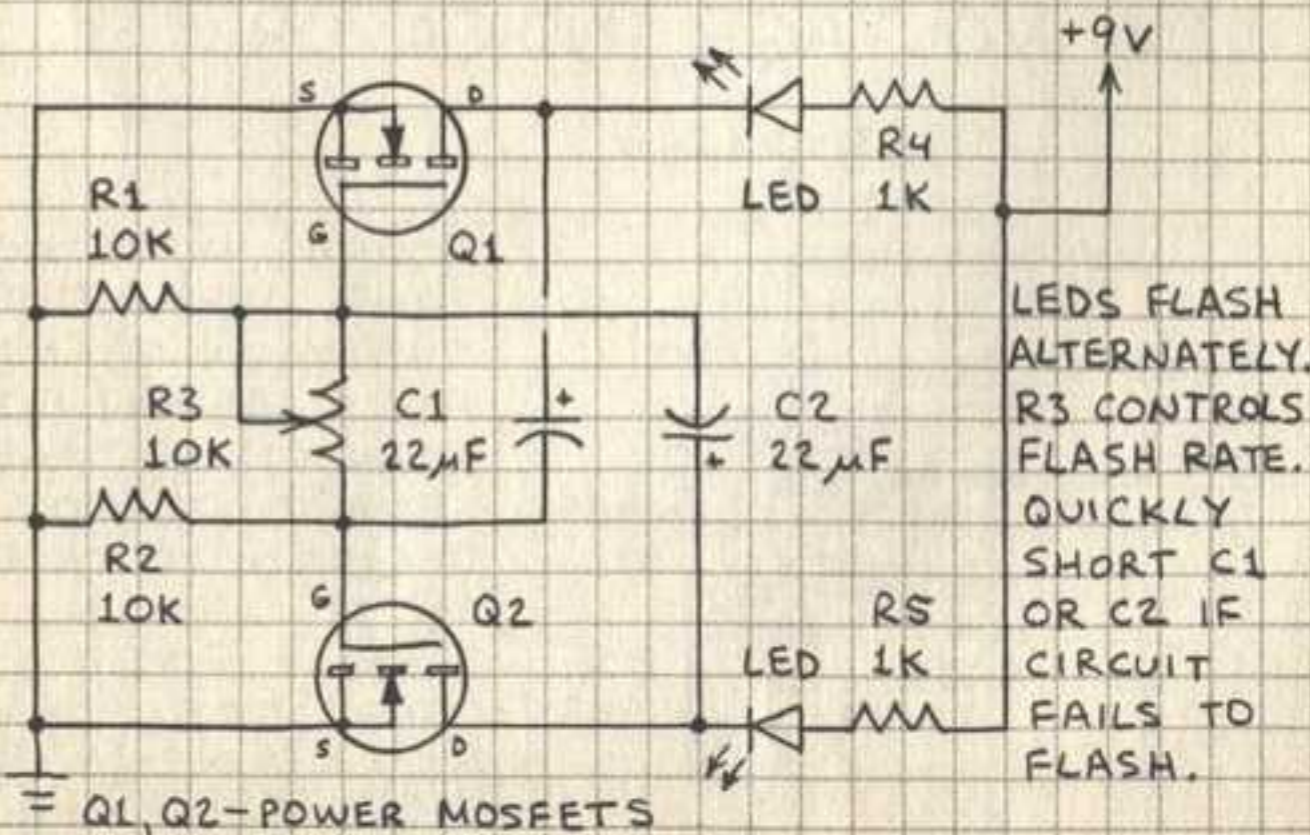 +9V
S
D
R4
1K
LED
R1
10K
G
Q1
LEDS FLASH
ALTERNATELY.
R3 CONTROLS
FLASH RATE.
QUICKLY
SHORT C1
OR C2 IF
CIRCUIT
FAILS TO
FLASH.
R3
10K
C1
22µF
+
C2
22µF
+
R2
10K
G
Q2
R5
1K
LED
S
D
Q1, Q2-POWER MOSFETS